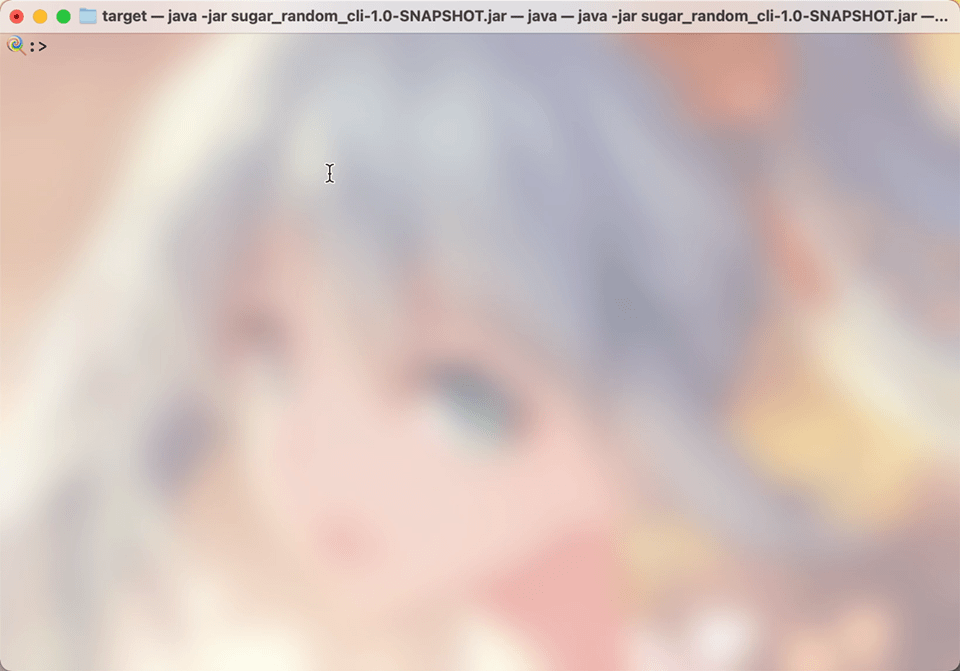 target — java -jar sugar_random_cli-1.0-SNAPSHOT.jar — java — java -jar sugar_random_cli-1.0-SNAPSHOT.jar —...
🍭:>